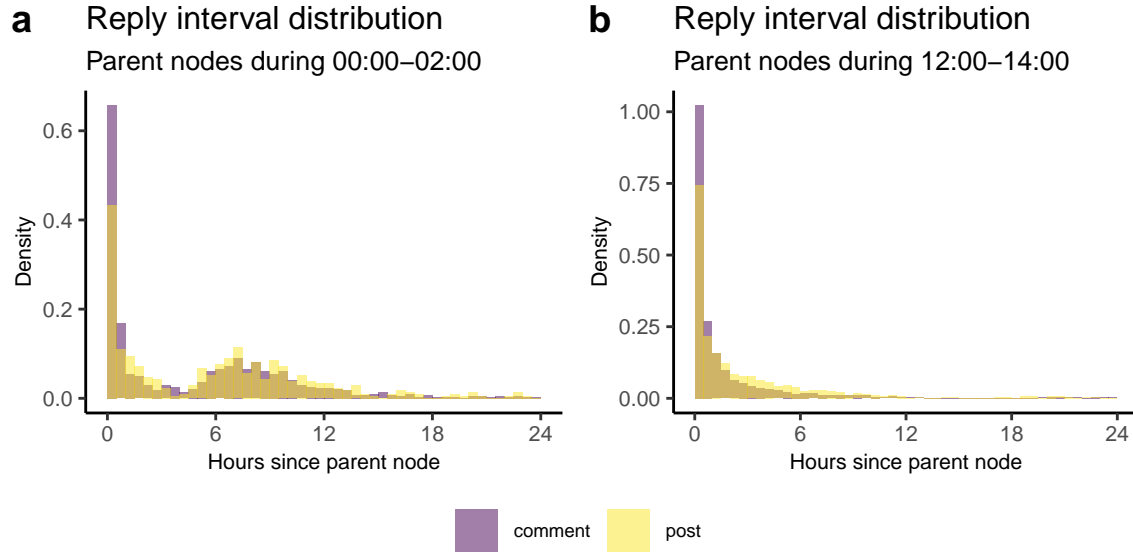 a
Reply interval distribution
Parent nodes during 00:00–02:00
Density
0.6
0.4
0.2
0.0
0 6 12 18 24
Hours since parent node
b
Reply interval distribution
Parent nodes during 12:00–14:00
Density
1.00
0.75
0.50
0.25
0.00
0 6 12 18 24
Hours since parent node
comment post